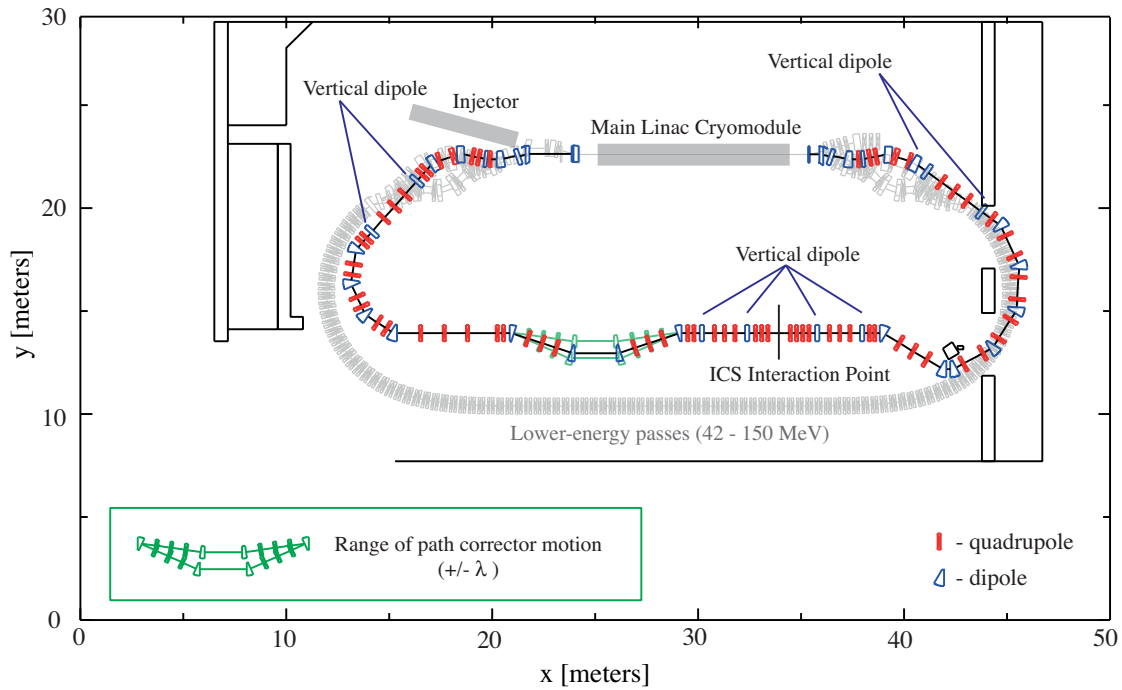 30
Vertical dipole
Vertical dipole
Injector
Main Linac Cryomodule
20
Vertical dipole
y [meters]
ICS Interaction Point
10
Lower-energy passes (42 - 150 MeV)
Range of path corrector motion
(+/- λ )
- quadrupole
- dipole
0
0
10
20
30
40
50
x [meters]